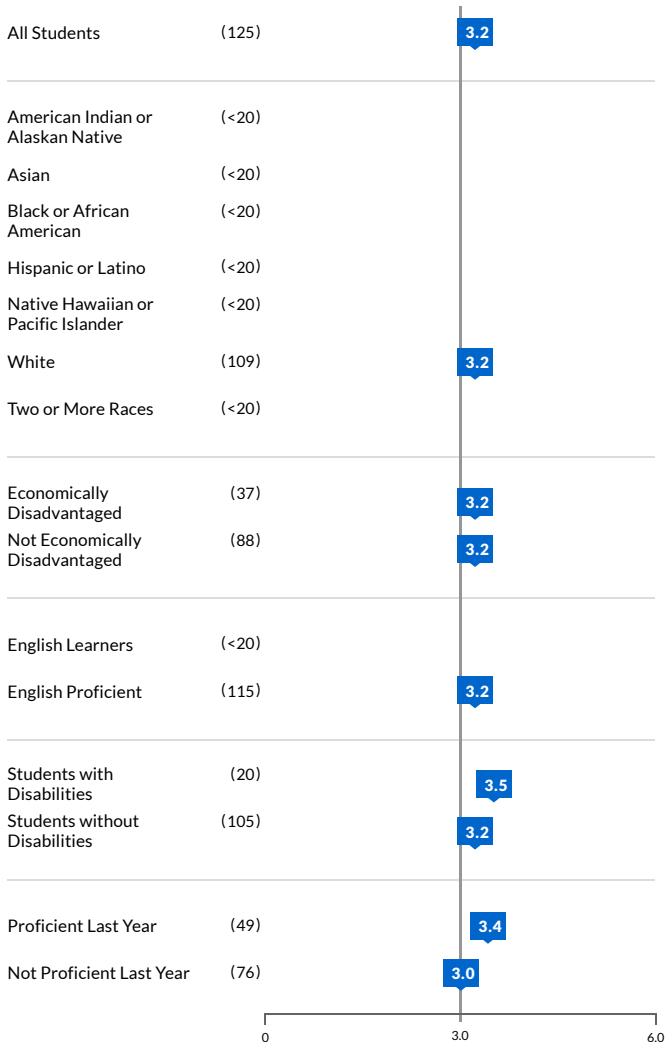 All Students (125) 3.2
American Indian or (<20)
Alaskan Native
Asian (<20)
Black or African (<20)
American
Hispanic or Latino (<20)
Native Hawaiian or (<20)
Pacific Islander
White (109) 3.2
Two or More Races (<20)
Economically (37) 3.2
Disadvantaged
Not Economically (88) 3.2
Disadvantaged
English Learners (<20)
English Proficient (115) 3.2
Students with (20) 3.5
Disabilities
Students without (105) 3.2
Disabilities
Proficient Last Year (49) 3.4
Not Proficient Last Year (76) 3.0
0 3.0 6.0